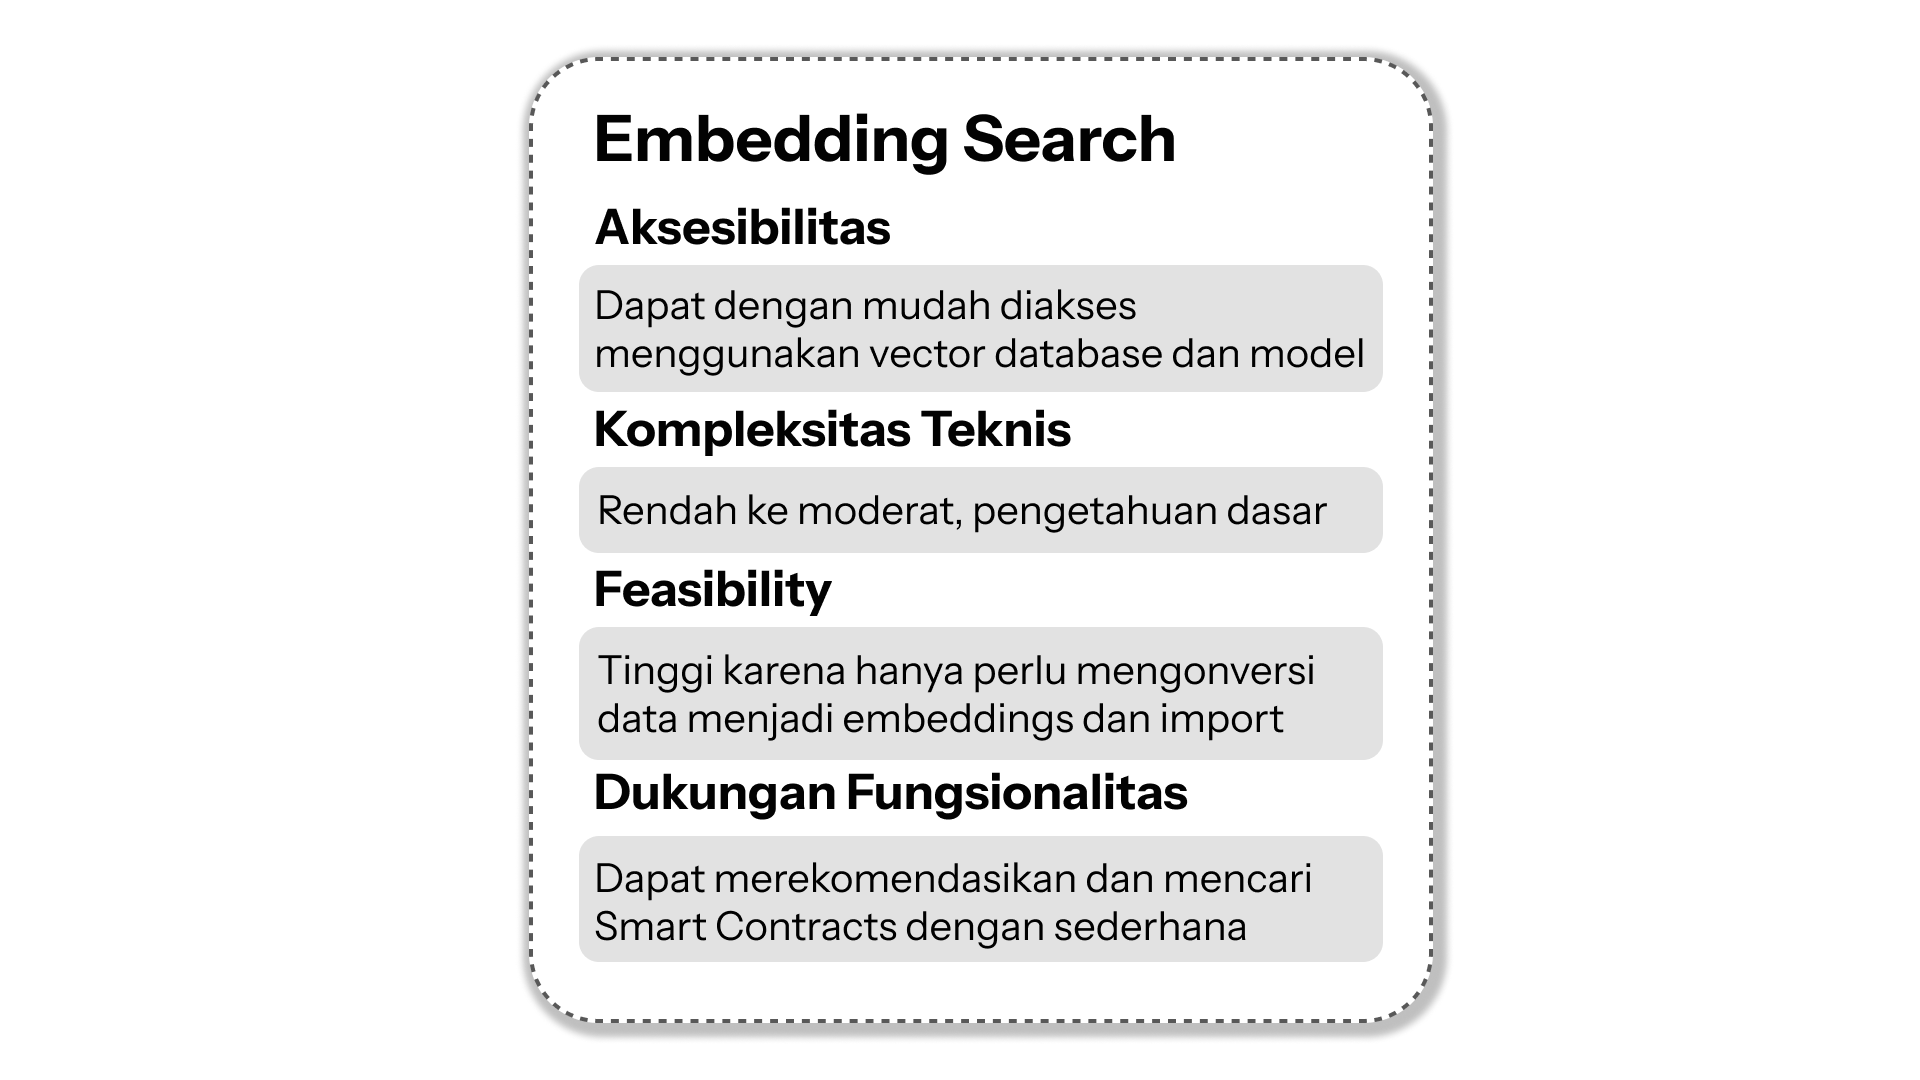 Embedding Search
Aksesibilitas
Dapat dengan mudah diakses
menggunakan vector database dan model
Kompleksitas Teknis
Rendah ke moderat, pengetahuan dasar
Feasibility
Tinggi karena hanya perlu mengonversi
data menjadi embeddings dan import
Dukungan Fungsionalitas
Dapat merekomendasikan dan mencari
Smart Contracts dengan sederhana